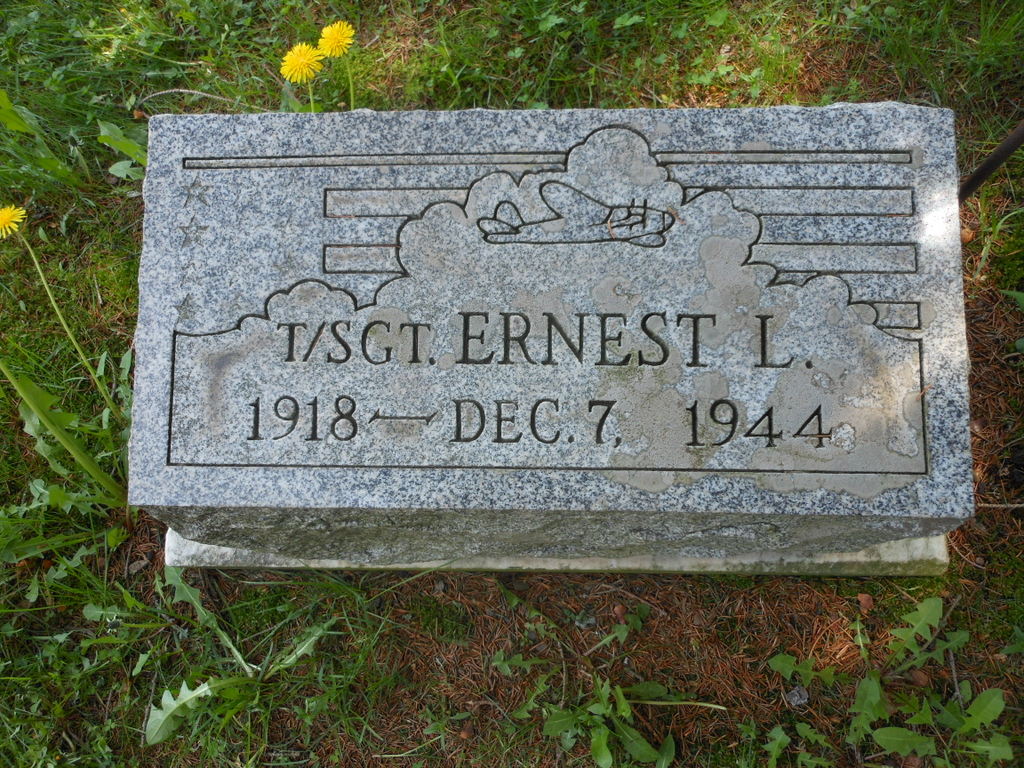 T/SGT. ERNEST L.
1918 — DEC. 7, 1944